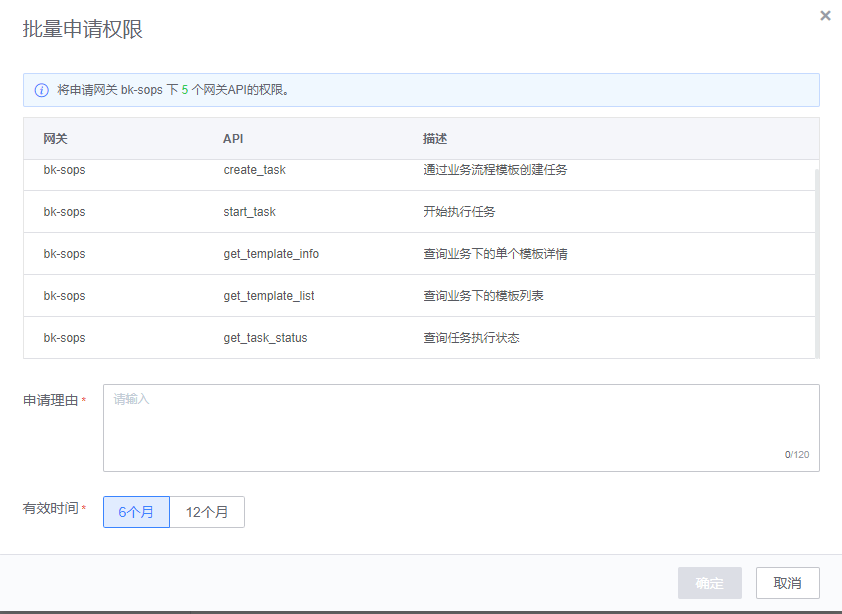 批量申请权限
将申请网关 bk-sops 下 5 个网关API的权限。
网关 API 描述
bk-sops create_task 通过业务流程模板创建任务
bk-sops start_task 开始执行任务
bk-sops get_template_info 查询业务下的单个模板详情
bk-sops get_template_list 查询业务下的模板列表
bk-sops get_task_status 查询任务执行状态
申请理由 * 请输入
0/120
有效时间 * 6个月 12个月
确定 取消